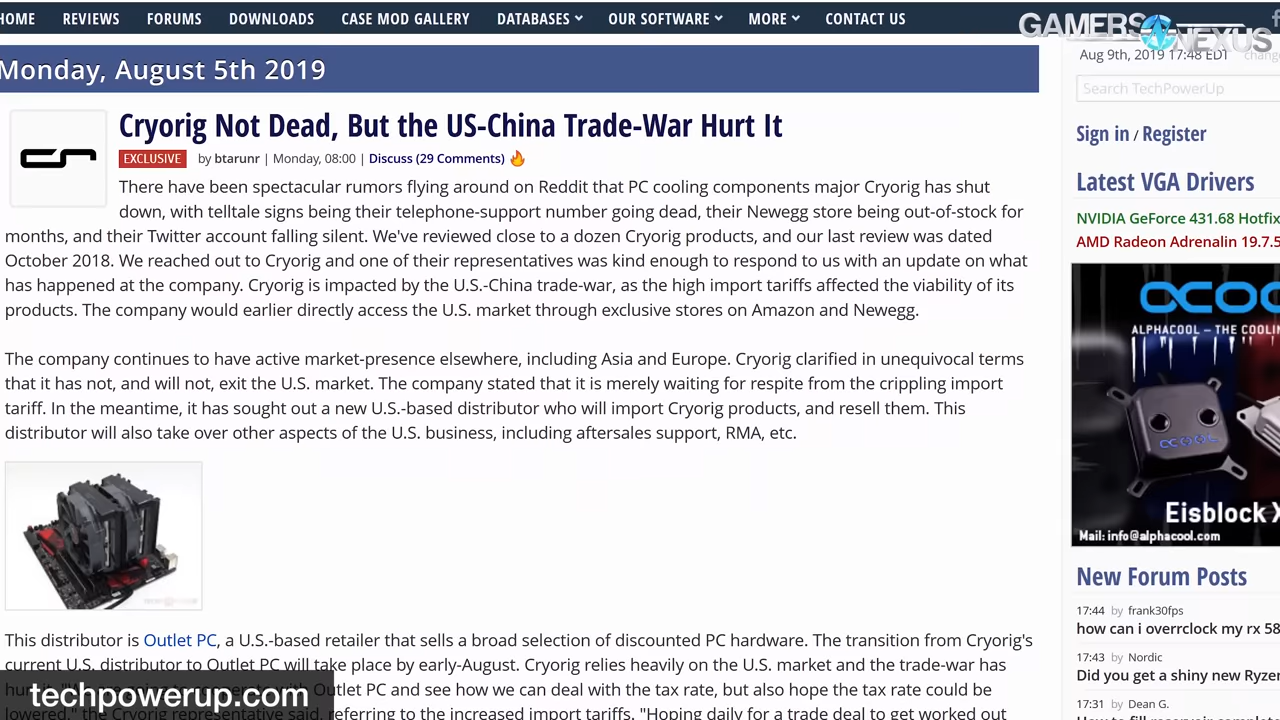 HOME REVIEWS FORUMS DOWNLOADS CASE MOD GALLERY DATABASES OUR SOFTWARE MORE CONTACT US
GAMERS NEXUS
Monday, August 5th 2019
Aug 9th, 2019 17:48 EDT
Search TechPowerUp
Cryorig Not Dead, But the US-China Trade-War Hurt It
EXCLUSIVE by btarunr | Monday, 08:00 | Discuss (29 Comments)
There have been spectacular rumors flying around on Reddit that PC cooling components major Cryorig has shut
down, with telltale signs being their telephone-support number going dead, their Newegg store being out-of-stock for
months, and their Twitter account falling silent. We've reviewed close to a dozen Cryorig products, and our last review was dated
October 2018. We reached out to Cryorig and one of their representatives was kind enough to respond to us with an update on what
has happened at the company. Cryorig is impacted by the U.S.-China trade-war, as the high import tariffs affected the viability of its
products. The company would earlier directly access the U.S. market through exclusive stores on Amazon and Newegg.
The company continues to have active market-presence elsewhere, including Asia and Europe. Cryorig clarified in unequivocal terms
that it has not, and will not, exit the U.S. market. The company stated that it is merely waiting for respite from the crippling import
tariff. In the meantime, it has sought out a new U.S.-based distributor who will import Cryorig products, and resell them. This
distributor will also take over other aspects of the U.S. business, including aftersales support, RMA, etc.
This distributor is Outlet PC, a U.S.-based retailer that sells a broad selection of discounted PC hardware. The transition from Cryorig's
current U.S. distributor to Outlet PC will take place by early-August. Cryorig relies heavily on the U.S. market and the trade-war has
Outlet PC and see how we can deal with the tax rate, but also hope the tax rate could be
lowered," the Cryorig representative said, referring to the increased import tariffs. "Hoping daily for a trade deal to get worked out
techpowerup.com
Sign in / Register
Latest VGA Drivers
NVIDIA GeForce 431.68 Hotfix
AMD Radeon Adrenalin 19.7.5
ALPHACOOL – THE COOLIN
Eisblock X
Mail: info@alphacool.com
New Forum Posts
17:44 by frank30fps
how can i overrclock my rx 58
17:43 by Nordic
Did you get a shiny new Ryzen
17:31 by Dean G.